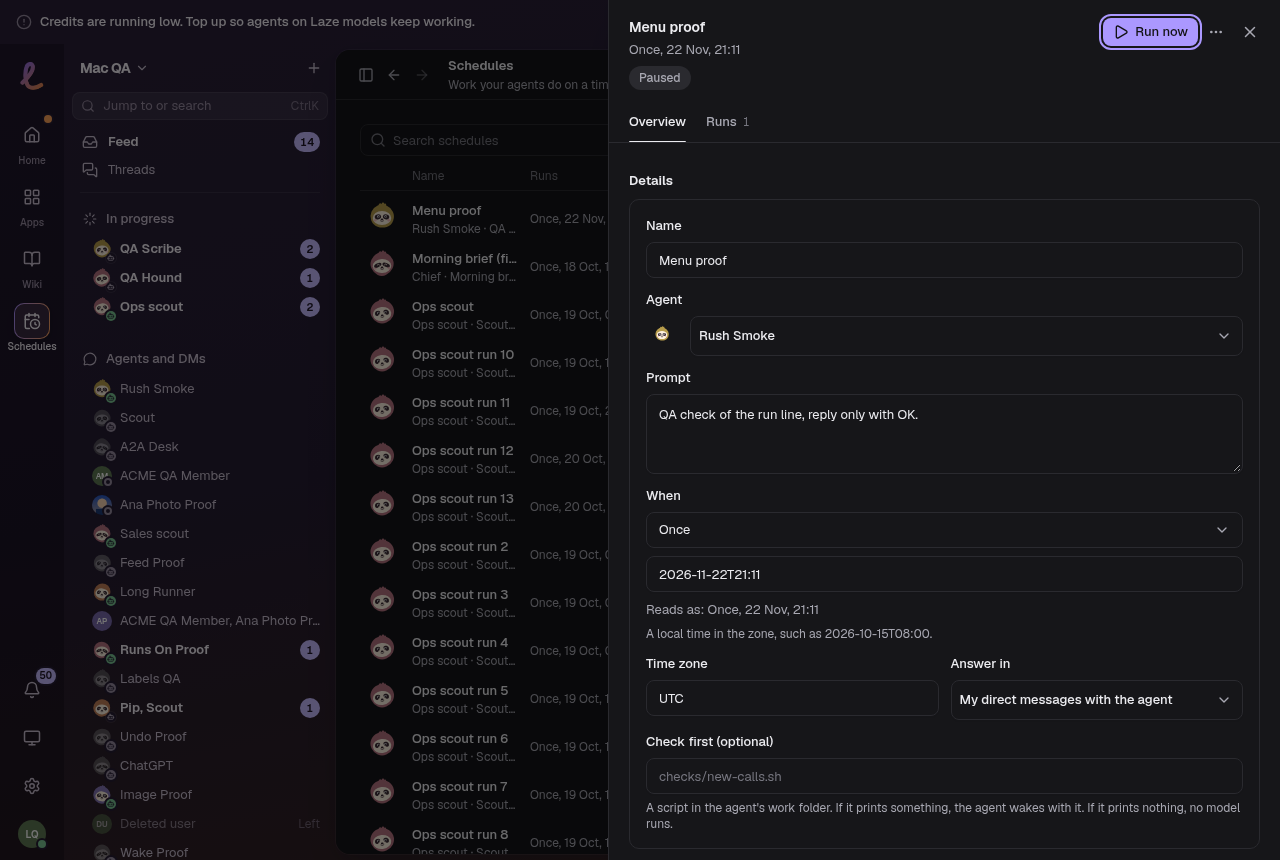 Credits are running low. Top up so agents on Laze models keep working.
Home
Apps
Wiki
Schedules
50
LQ
Mac QA
Jump to or search
CtrlK
Feed
14
Threads
In progress
QA Scribe
2
QA Hound
1
Ops scout
2
Agents and DMs
Rush Smoke
Scout
A2A Desk
AM
ACME QA Member
Ana Photo Proof
Sales scout
Feed Proof
Long Runner
AP
ACME QA Member, Ana Photo Pr...
Runs On Proof
1
Labels QA
Pip, Scout
1
Undo Proof
ChatGPT
Image Proof
DU
Deleted user
Left
Wake Proof
Schedules
Work your agents do on a tim
Search schedules
Name
Runs
Menu proof
Once, 22 Nov,
Rush Smoke · QA ...
Morning brief (fi...
Once, 18 Oct, 1
Chief · Morning br...
Ops scout
Once, 19 Oct, 0
Ops scout · Scout...
Ops scout run 10
Once, 19 Oct, 1
Ops scout · Scout...
Ops scout run 11
Once, 19 Oct, 2
Ops scout · Scout...
Ops scout run 12
Once, 20 Oct,
Ops scout · Scout...
Ops scout run 13
Once, 20 Oct,
Ops scout · Scout...
Ops scout run 2
Once, 19 Oct, 0
Ops scout · Scout...
Ops scout run 3
Once, 19 Oct, 0
Ops scout · Scout...
Ops scout run 4
Once, 19 Oct, 0
Ops scout · Scout...
Ops scout run 5
Once, 19 Oct, 1
Ops scout · Scout...
Ops scout run 6
Once, 19 Oct, 1
Ops scout · Scout...
Ops scout run 7
Once, 19 Oct, 1
Ops scout · Scout...
Ops scout run 8
Once, 19 Oct, 1
Ops scout · Scout...
Menu proof
Once, 22 Nov, 21:11
Paused
Run now
Overview
Runs 1
Details
Name
Menu proof
Agent
Rush Smoke
Prompt
QA check of the run line, reply only with OK.
When
Once
2026-11-22T21:11
Reads as: Once, 22 Nov, 21:11
A local time in the zone, such as 2026-10-15T08:00.
Time zone
Answer in
UTC
My direct messages with the agent
Check first (optional)
checks/new-calls.sh
A script in the agent's work folder. If it prints something, the agent wakes with it. If it prints nothing, no model
runs.